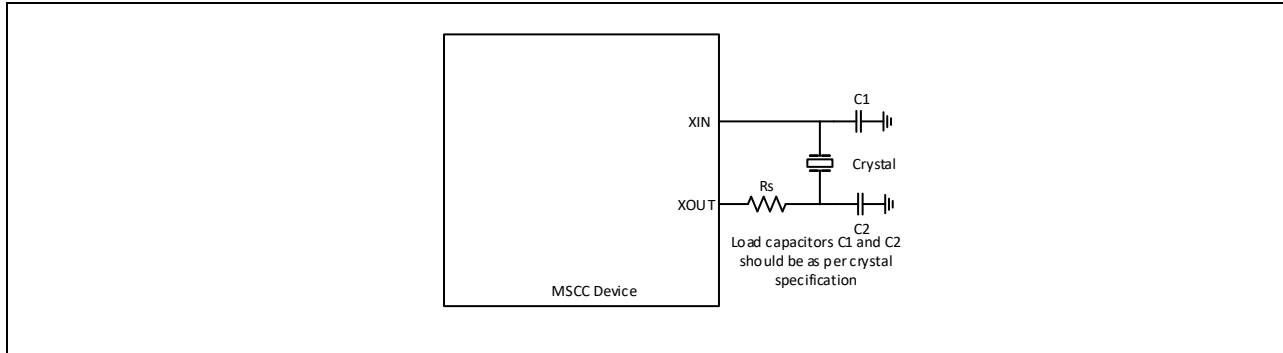 C1
XIN
Crystal
Rs
XOUT
C2
Load capacitors C1 and C2
should be as per crystal
specification
MSCC Device